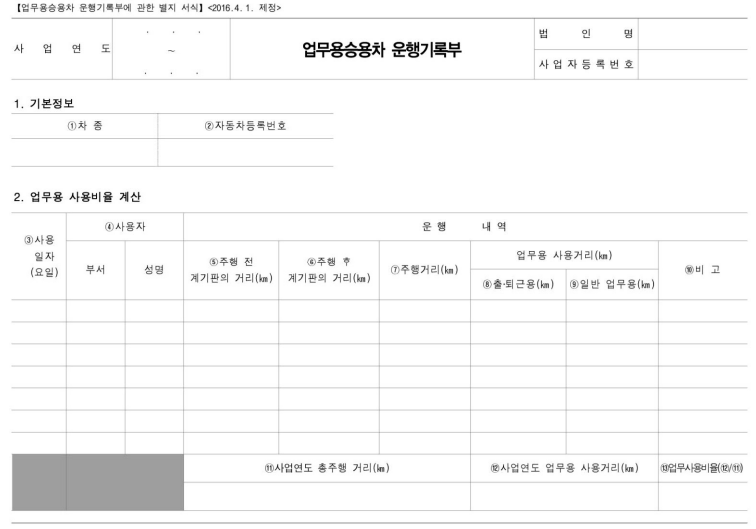 【업무용승용차 운행기록부에 관한 별지 서식】<2016. 4. 1. 제정>
사 업 연 도
. . .
~
. . .
업무용승용차 운행기록부
법 인 명
사업자등록번호
1. 기본정보
①차 종 ②자동차등록번호
2. 업무용 사용비율 계산
③사용
일자
(요일)
④사용자
부서 성명
운 행 내 역
⑤주행 전
계기판의 거리(㎞)
⑥주행 후
계기판의 거리(㎞)
⑦주행거리(㎞)
업무용 사용거리(㎞)
⑧출·퇴근용(㎞) ⑨일반 업무용(㎞)
⑩비 고
⑪사업연도 총주행 거리(㎞) ⑫사업연도 업무용 사용거리(㎞) ⑬업무사용비율(⑫/⑪)